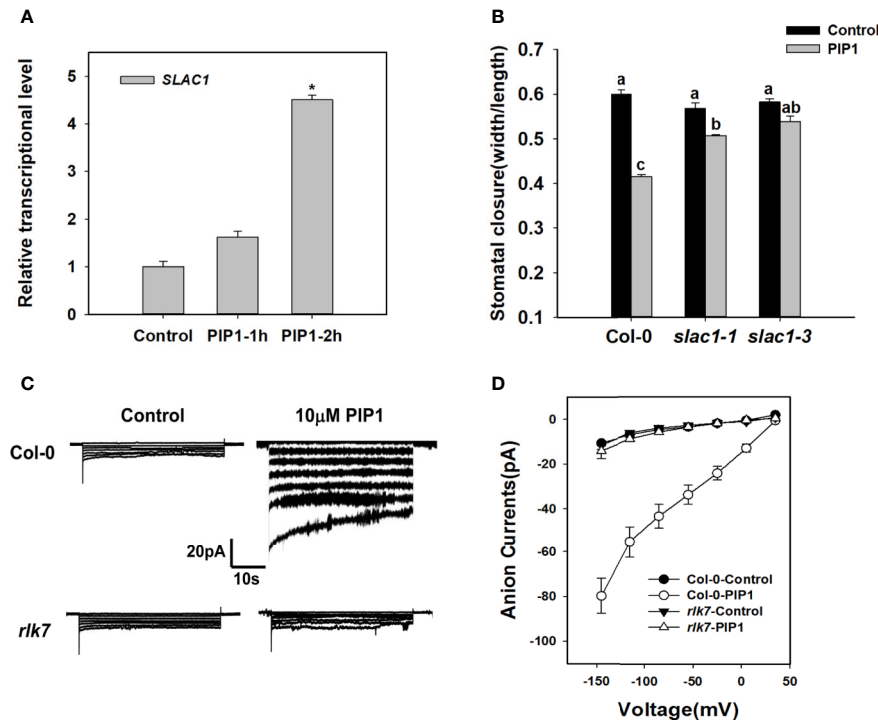 A
Relative transcriptional level
5
4
3
2
1
0
SLAC1
*
Control PIP1-1h PIP1-2h
B
Control
PIP1
Stomatal closure(width/length)
0.7
0.6
0.5
0.4
0.3
0.2
0.1
a a a
c b ab
Col-0 slac1-1 slac1-3
C
Control 10μM PIP1
Col-0
20pA
10s
rlk7
D
Anion Currents(pA)
0
-20
-40
-60
-80
-100
Col-0-Control
Col-0-PIP1
rlk7-Control
rlk7-PIP1
-150 -100 -50 0 50
Voltage(mV)